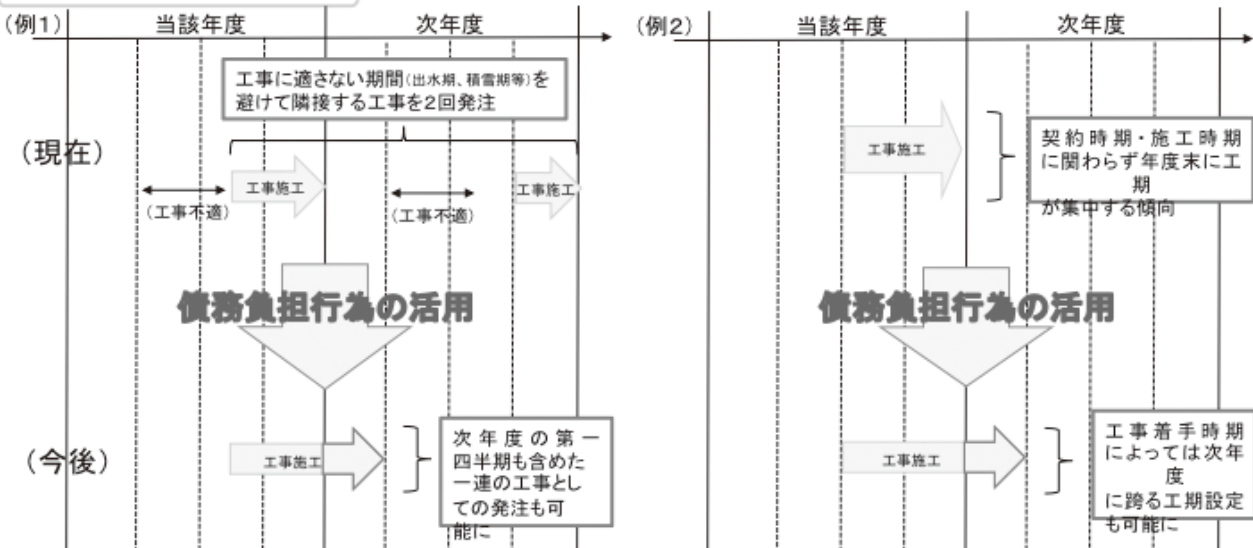 (例1)
当該年度
次年度
工事に適さない期間(出水期、積雪期等)を
避けて隣接する工事を2回発注
(現在)
工事施工
工事施工
(工事不適)
(工事不適)
債務負担行為の活用
(今後)
工事施工
次年度の第一
四半期も含めた
一連の工事とし
ての発注も可
能に
(例2)
当該年度
次年度
工事施工
契約時期・施工時期
に関わらず年度末に工
期
が集中する傾向
債務負担行為の活用
工事施工
工事着手時期
によっては次年
度
に跨る工期設定
も可能に